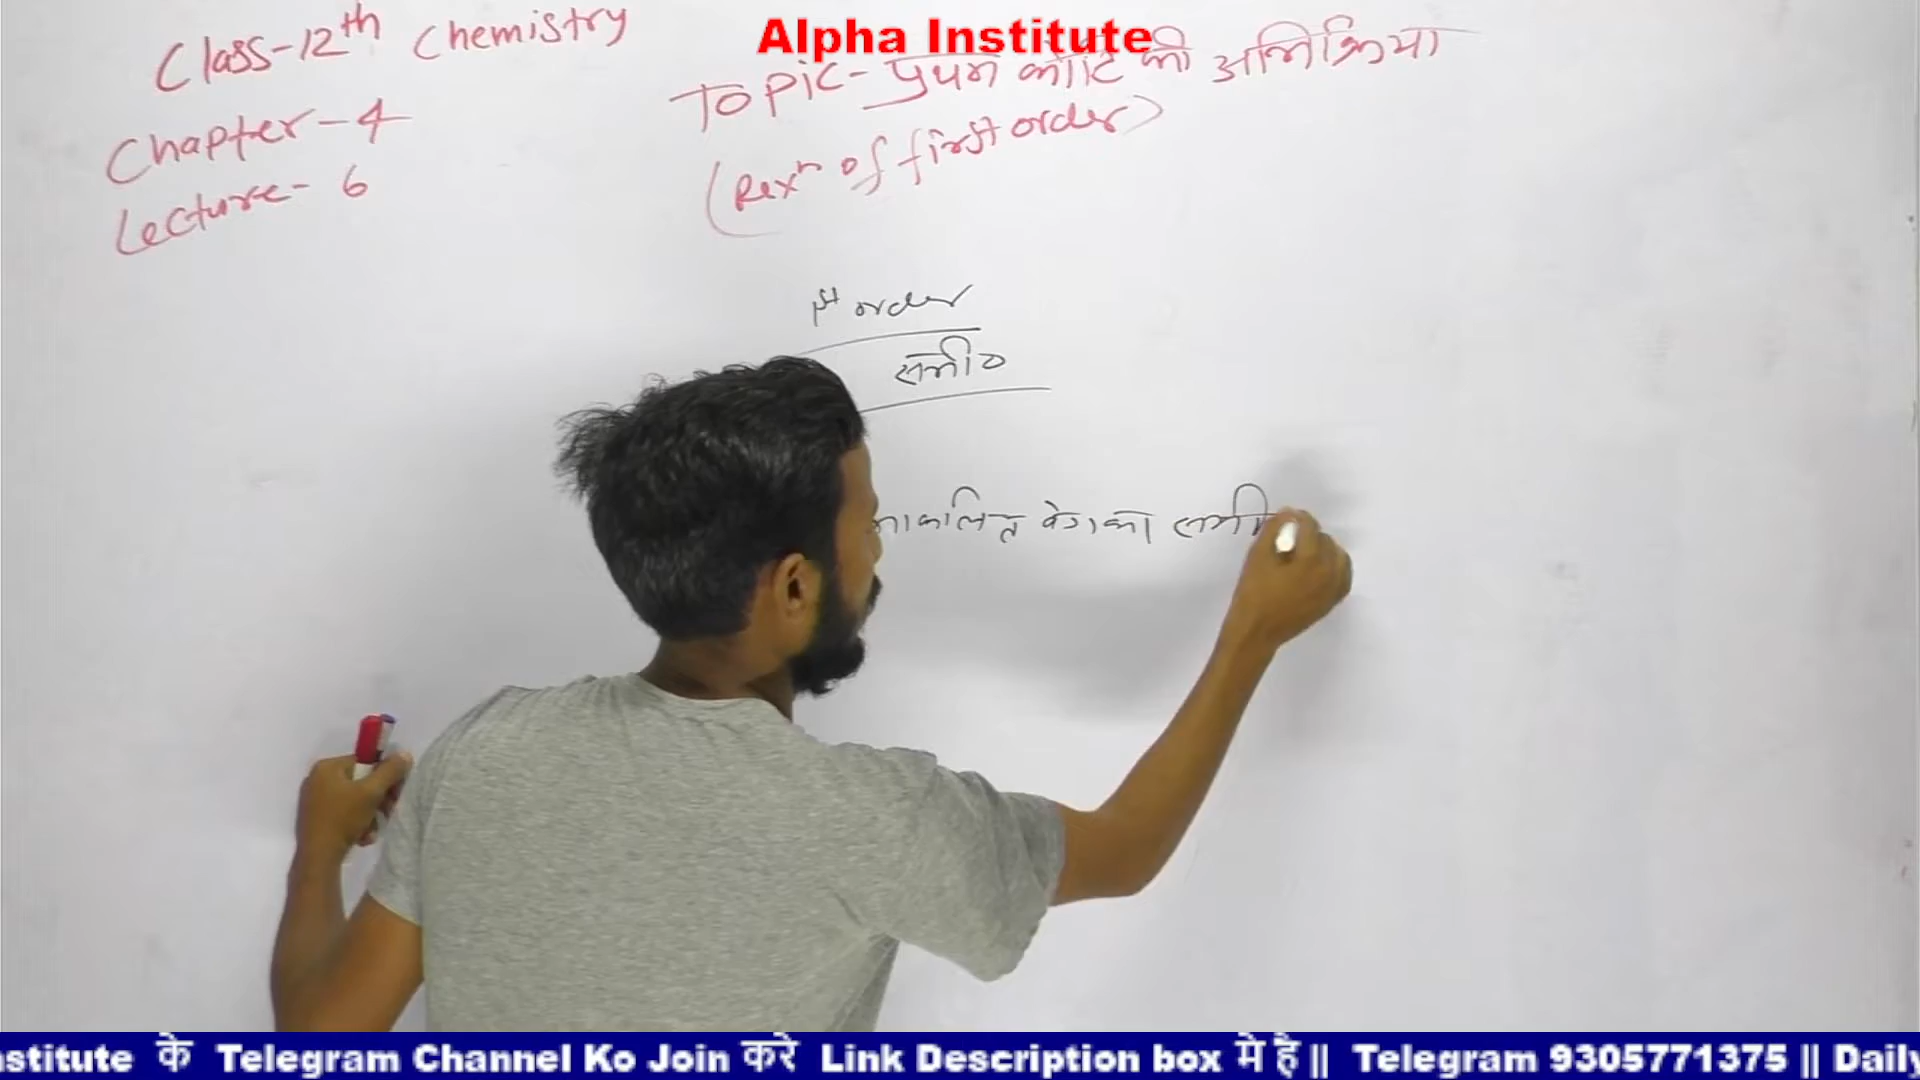 Alpha Institute
Class-12th Chemistry
Topic- प्रथम कोटि की अभिक्रिया
Chapter-4
(Rexn of first order)
Lecture- 6
1st order
समी०
माकलित वेग का समी
stitute के Telegram Channel Ko Join करे Link Description box मे है || Telegram 9305771375 || Daily